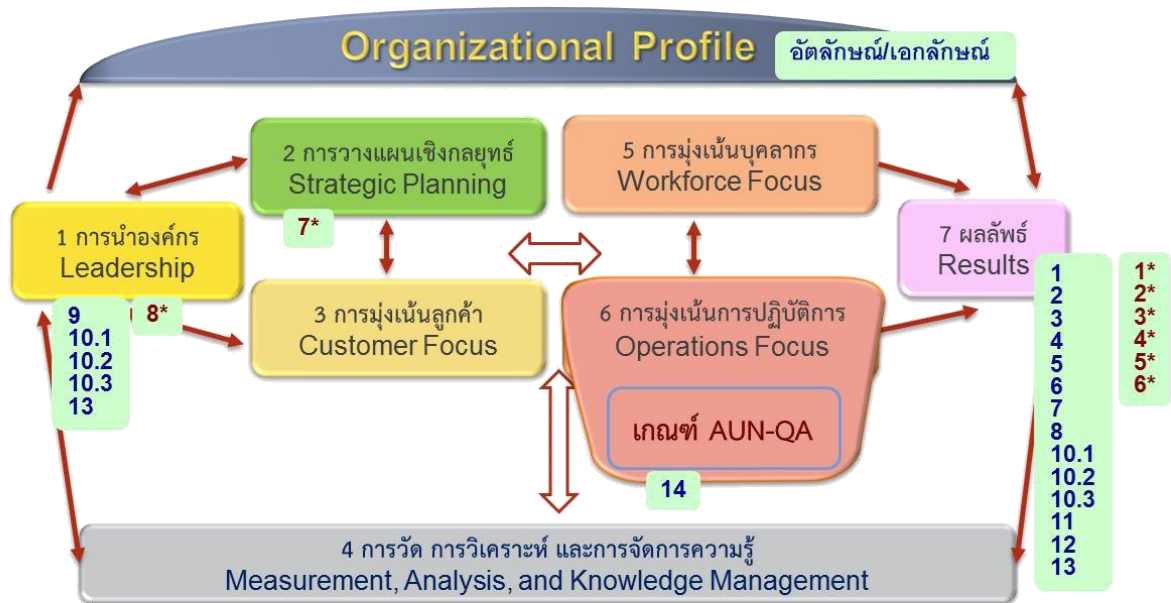 Organizational Profile
อัตลักษณ์/เอกลักษณ์
2 การวางแผนเชิงกลยุทธ์
Strategic Planning
7*
5 การมุ่งเน้นบุคลากร
Workforce Focus
1 การนำองค์กร
Leadership
9
10.1
10.2
10.3
13
8*
3 การมุ่งเน้นลูกค้า
Customer Focus
6 การมุ่งเน้นการปฏิบัติการ
Operations Focus
เกณฑ์ AUN-QA
14
7 ผลลัพธ์
Results
1
2
3
4
5
6
7
8
10.1
10.2
10.3
11
12
13
1*
2*
3*
4*
5*
6*
4 การวัด การวิเคราะห์ และการจัดการความรู้
Measurement, Analysis, and Knowledge Management